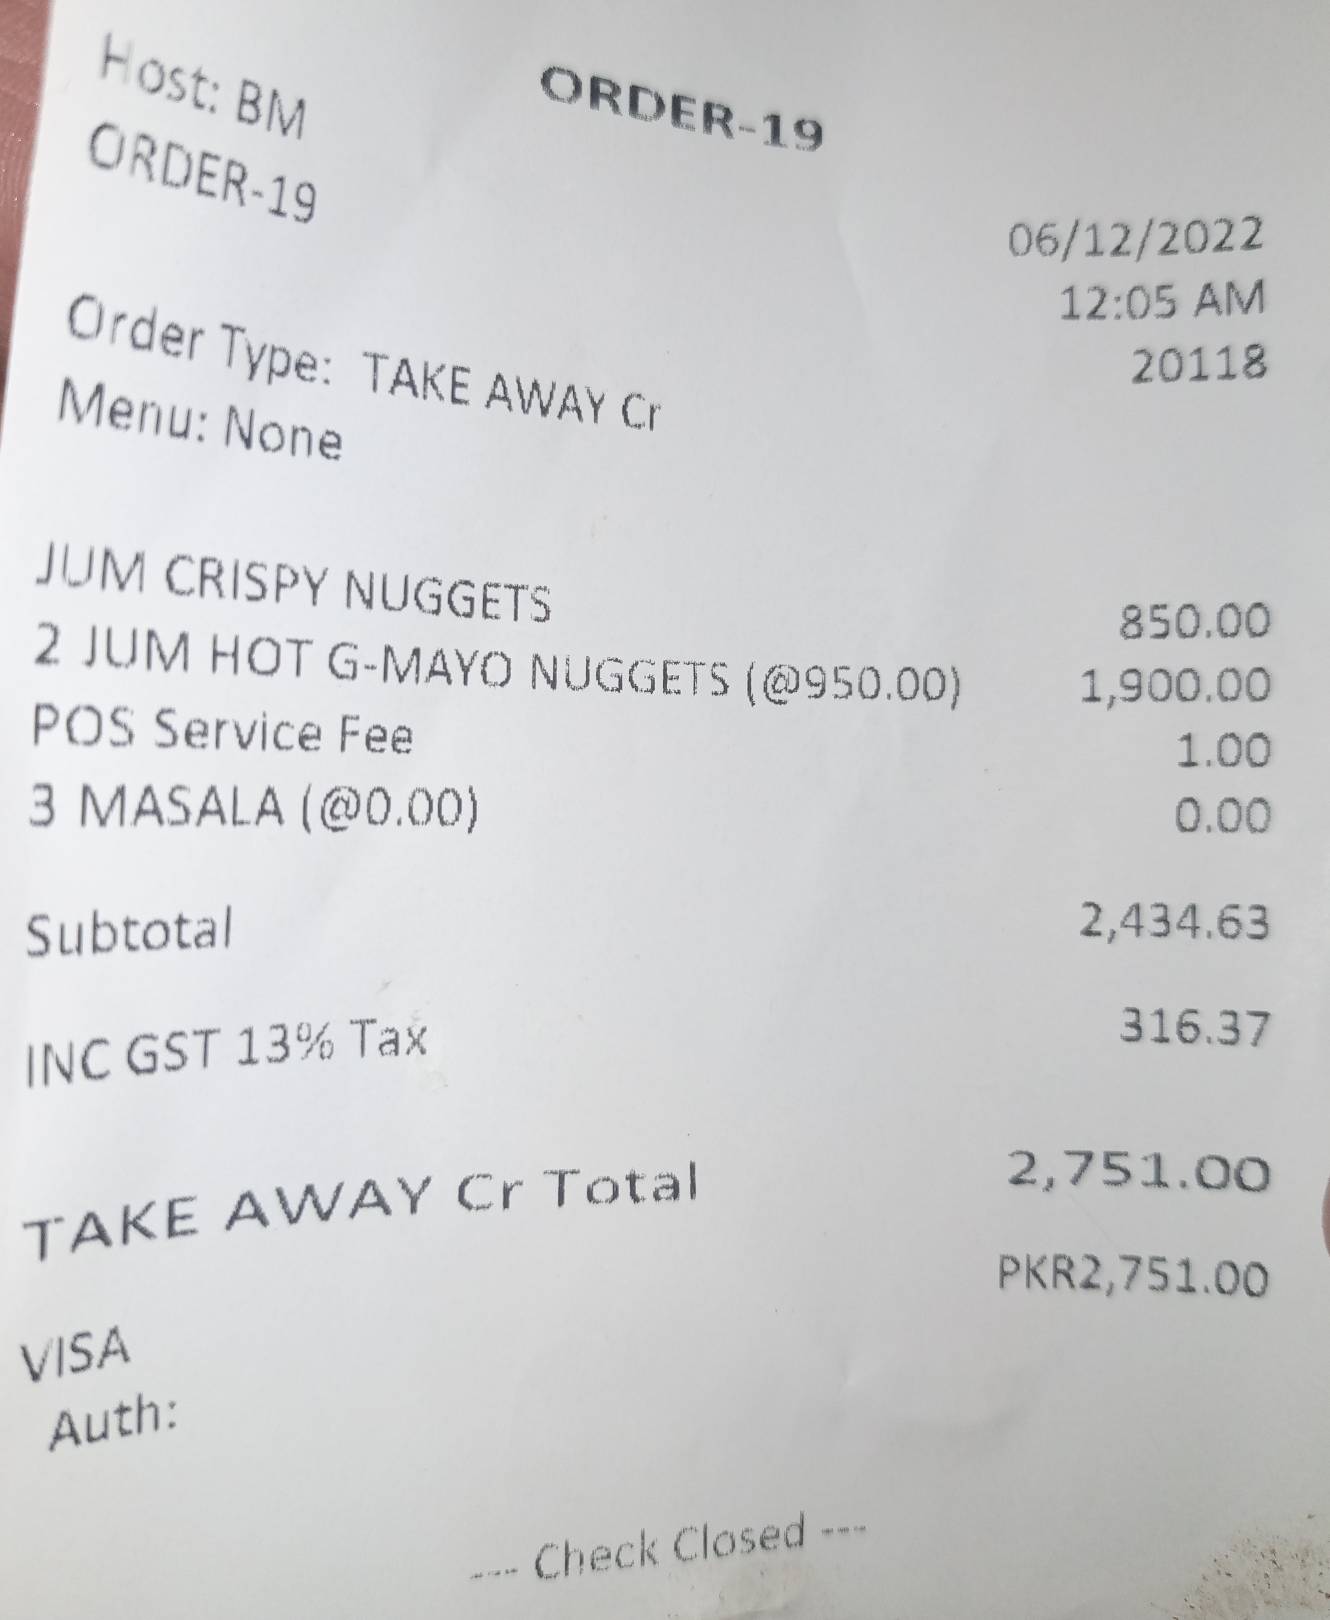 ORDER-19
Host: BM
ORDER-19
06/12/2022
12:05 AM
20118
Order Type: TAKE AWAY Cr
Menu: None
JUM CRISPY NUGGETS 850.00
2 JUM HOT G-MAYO NUGGETS (@950.00) 1,900.00
POS Service Fee 1.00
3 MASALA (@0.00) 0.00
Subtotal 2,434.63
INC GST 13% Tax 316.37
TAKE AWAY Cr Total 2,751.00
PKR2,751.00
VISA
Auth:
---- Check Closed ---